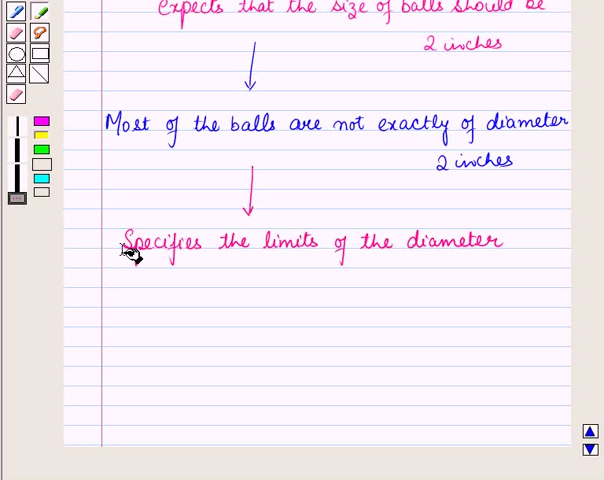 Expects that the size of balls should be
2 inches
Most of the balls are not exactly of diameter
2 inches
Specifies the limits of the diameter